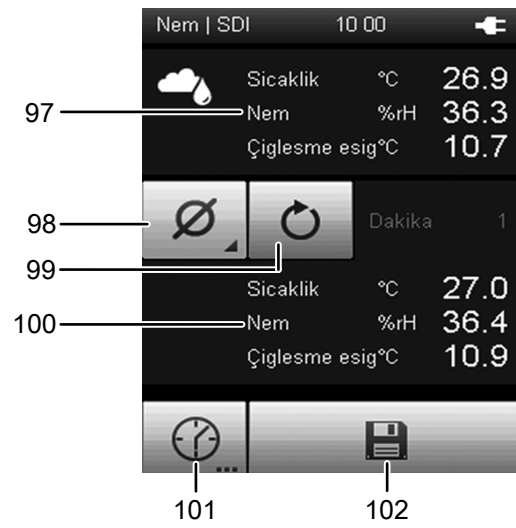 Nem | SDI 10 00
Sicaklik °C 26.9
97 Nem %rH 36.3
Çiglesme esig°C 10.7
98 Dakika 1
99
Sicaklik °C 27.0
100 Nem %rH 36.4
Çiglesme esig°C 10.9
101 102